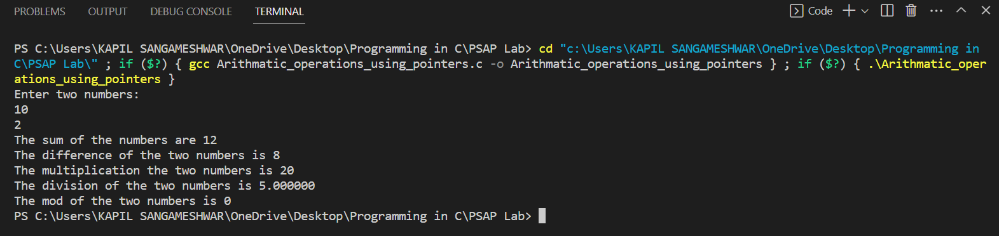 PROBLEMS OUTPUT DEBUG CONSOLE TERMINAL Code
PS C:\Users\KAPIL SANGAMESHWAR\OneDrive\Desktop\Programming in C\PSAP Lab> cd "c:\Users\KAPIL SANGAMESHWAR\OneDrive\Desktop\Programming in
C\PSAP Lab\" ; if ($?) { gcc Arithmatic_operations_using_pointers.c -o Arithmatic_operations_using_pointers } ; if ($?) { .\Arithmatic_oper
ations_using_pointers }
Enter two numbers:
10
2
The sum of the numbers are 12
The difference of the two numbers is 8
The multiplication the two numbers is 20
The division of the two numbers is 5.000000
The mod of the two numbers is 0
PS C:\Users\KAPIL SANGAMESHWAR\OneDrive\Desktop\Programming in C\PSAP Lab>